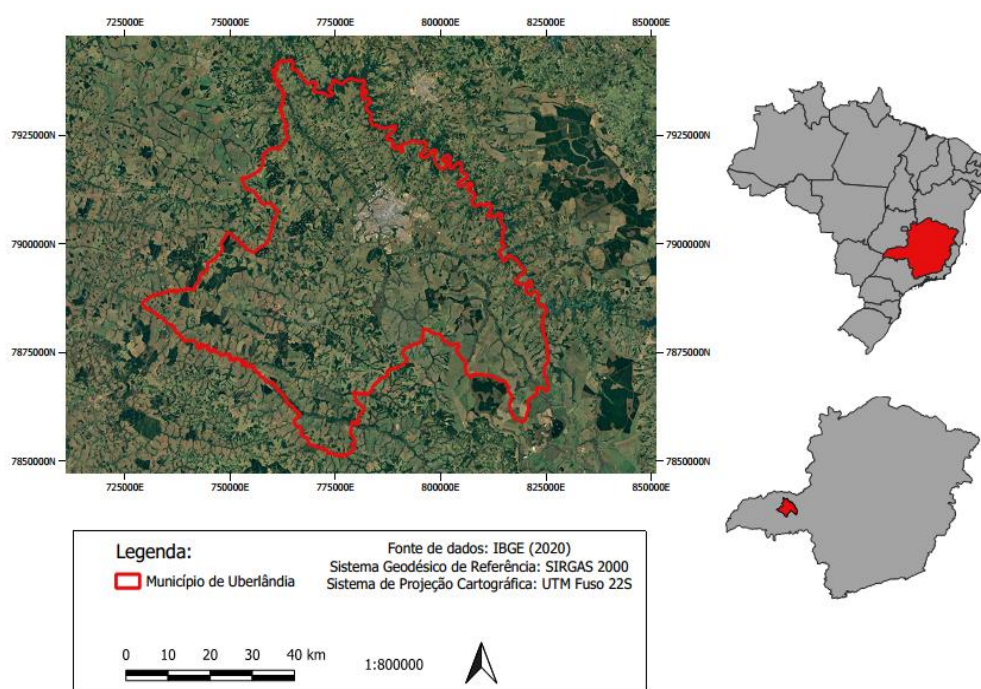 725000E 750000E 775000E 800000E 825000E 850000E
7925000N 7925000N
7900000N 7900000N
7875000N 7875000N
7850000N 7850000N
725000E 750000E 775000E 800000E 825000E 850000E
Legenda:
Município de Uberlândia
Fonte de dados: IBGE (2020)
Sistema Geodésico de Referência: SIRGAS 2000
Sistema de Projeção Cartográfica: UTM Fuso 22S
0 10 20 30 40 km
1:800000